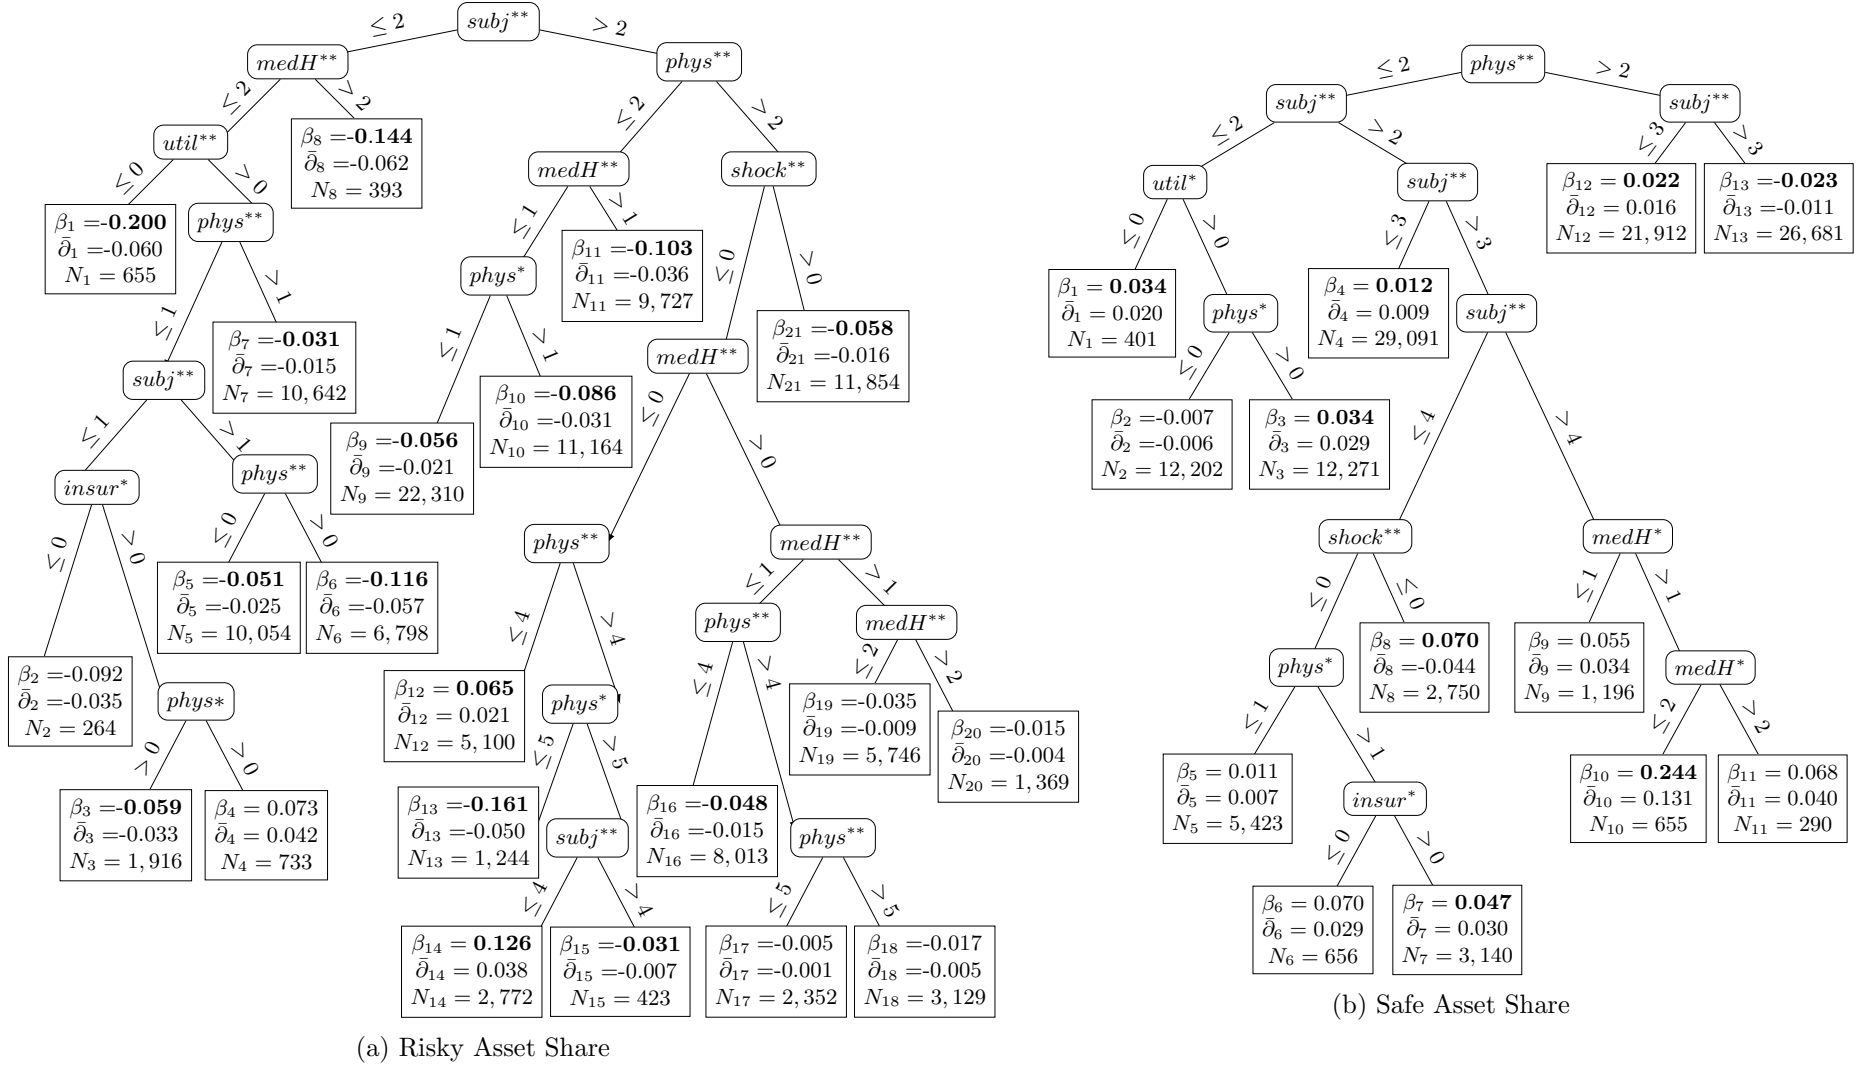 subj**
≤ 2
> 2
medH**
phys**
≤ 2
> 2
≤ 2
> 2
util**
β8 =-0.144
∂̄8 =-0.062
N8 = 393
medH**
shock**
≤ 0
> 0
≤ 1
> 1
≤ 0
> 0
β1 =-0.200
∂̄1 =-0.060
N1 = 655
phys**
phys*
β11 =-0.103
∂̄11 =-0.036
N11 = 9,727
≤ 1
> 1
≤ 1
> 1
β7 =-0.031
∂̄7 =-0.015
N7 = 10,642
medH**
β21 =-0.058
∂̄21 =-0.016
N21 = 11,854
subj**
≤ 1
> 1
β9 =-0.056
∂̄9 =-0.021
N9 = 22,310
β10 =-0.086
∂̄10 =-0.031
N10 = 11,164
≤ 0
> 0
insur*
phys**
≤ 0
> 0
≤ 0
> 0
β5 =-0.051
∂̄5 =-0.025
N5 = 10,054
β6 =-0.116
∂̄6 =-0.057
N6 = 6,798
phys**
medH**
≤ 4
> 4
≤ 1
> 1
β2 =-0.092
∂̄2 =-0.035
N2 = 264
phys*
> 0
> 0
β3 =-0.059
∂̄3 =-0.033
N3 = 1,916
β4 = 0.073
∂̄4 = 0.042
N4 = 733
β12 = 0.065
∂̄12 = 0.021
N12 = 5,100
phys*
≤ 5
> 5
phys**
medH**
≤ 4
> 4
≤ 2
> 2
β19 =-0.035
∂̄19 =-0.009
N19 = 5,746
β20 =-0.015
∂̄20 =-0.004
N20 = 1,369
β13 =-0.161
∂̄13 =-0.050
N13 = 1,244
subj**
≤ 4
> 4
β16 =-0.048
∂̄16 =-0.015
N16 = 8,013
phys**
≤ 5
> 5
β14 = 0.126
∂̄14 = 0.038
N14 = 2,772
β15 =-0.031
∂̄15 =-0.007
N15 = 423
β17 =-0.005
∂̄17 =-0.001
N17 = 2,352
β18 =-0.017
∂̄18 =-0.005
N18 = 3,129
(a) Risky Asset Share
phys**
≤ 2
> 2
subj**
subj**
≤ 2
> 2
≤ 3
> 3
util*
subj**
β12 = 0.022
∂̄12 = 0.016
N12 = 21,912
β13 =-0.023
∂̄13 =-0.011
N13 = 26,681
≤ 0
> 0
≤ 3
> 3
β1 = 0.034
∂̄1 = 0.020
N1 = 401
phys*
β4 = 0.012
∂̄4 = 0.009
N4 = 29,091
subj**
≤ 0
> 0
≤ 4
> 4
β2 =-0.007
∂̄2 =-0.006
N2 = 12,202
β3 = 0.034
∂̄3 = 0.029
N3 = 12,271
shock**
medH*
≤ 0
≤ 0
≤ 1
> 1
phys*
β8 = 0.070
∂̄8 =-0.044
N8 = 2,750
β9 = 0.055
∂̄9 = 0.034
N9 = 1,196
medH*
≤ 1
> 1
≤ 2
> 2
β5 = 0.011
∂̄5 = 0.007
N5 = 5,423
insur*
β10 = 0.244
∂̄10 = 0.131
N10 = 655
β11 = 0.068
∂̄11 = 0.040
N11 = 290
≤ 0
> 0
β6 = 0.070
∂̄6 = 0.029
N6 = 656
β7 = 0.047
∂̄7 = 0.030
N7 = 3,140
(b) Safe Asset Share